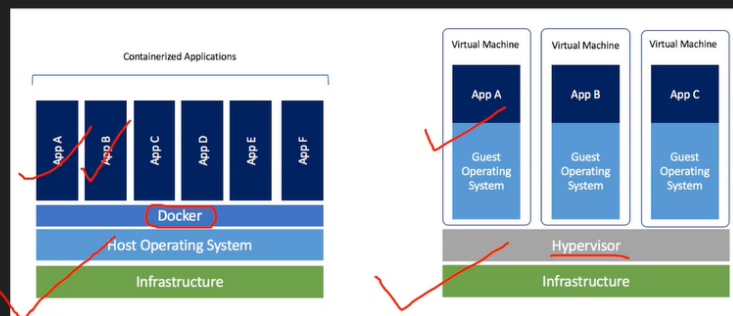 Containerized Applications
App A
App B
App C
App D
App E
App F
Docker
Host Operating System
Infrastructure
Virtual Machine
Virtual Machine
Virtual Machine
App A
App B
App C
Guest
Operating
System
Guest
Operating
System
Guest
Operating
System
Hypervisor
Infrastructure